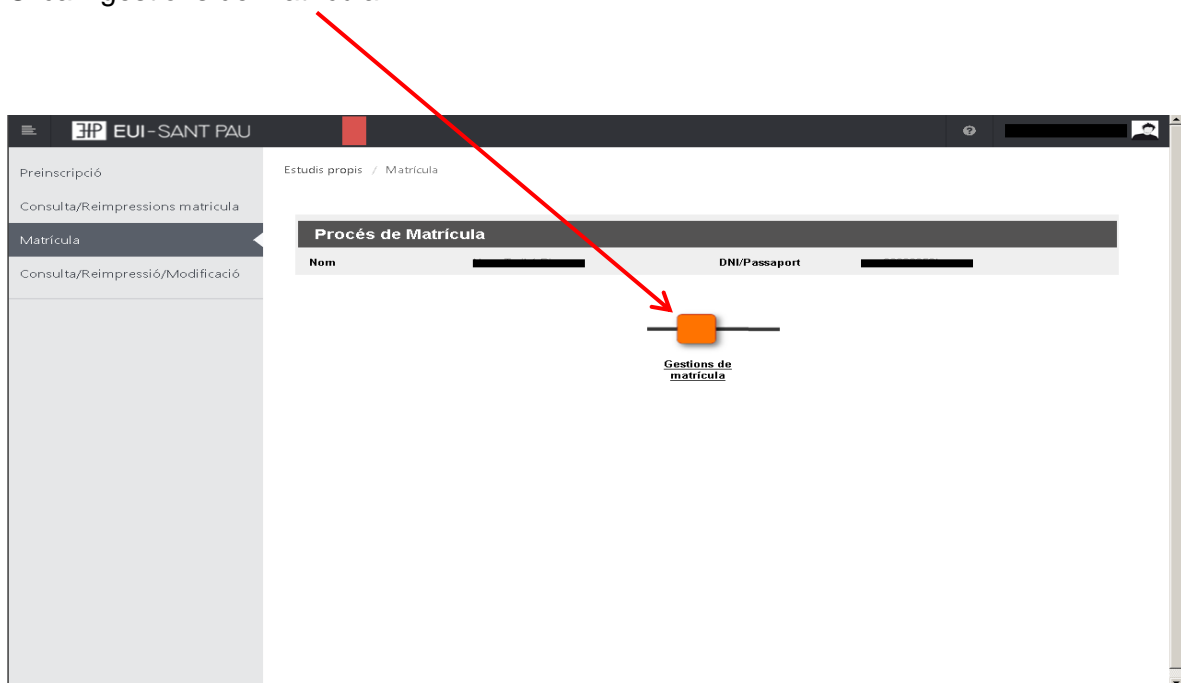 EUI-SANT PAU
Preinscripció
Consulta/Reimpressions matricula
Matrícula
Consulta/Reimpressió/Modificació
Estudis propis / Matrícula
Procés de Matrícula
Nom
DNI/Passaport
Gestions de
matrícula